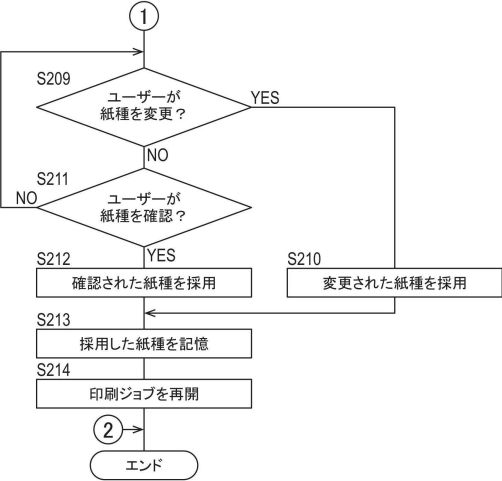 1
S209
ユーザーが
紙種を変更？
YES
NO
S211
ユーザーが
紙種を確認？
NO
YES
S212
確認された紙種を採用
S210
変更された紙種を採用
S213
採用した紙種を記憶
S214
印刷ジョブを再開
2
エンド